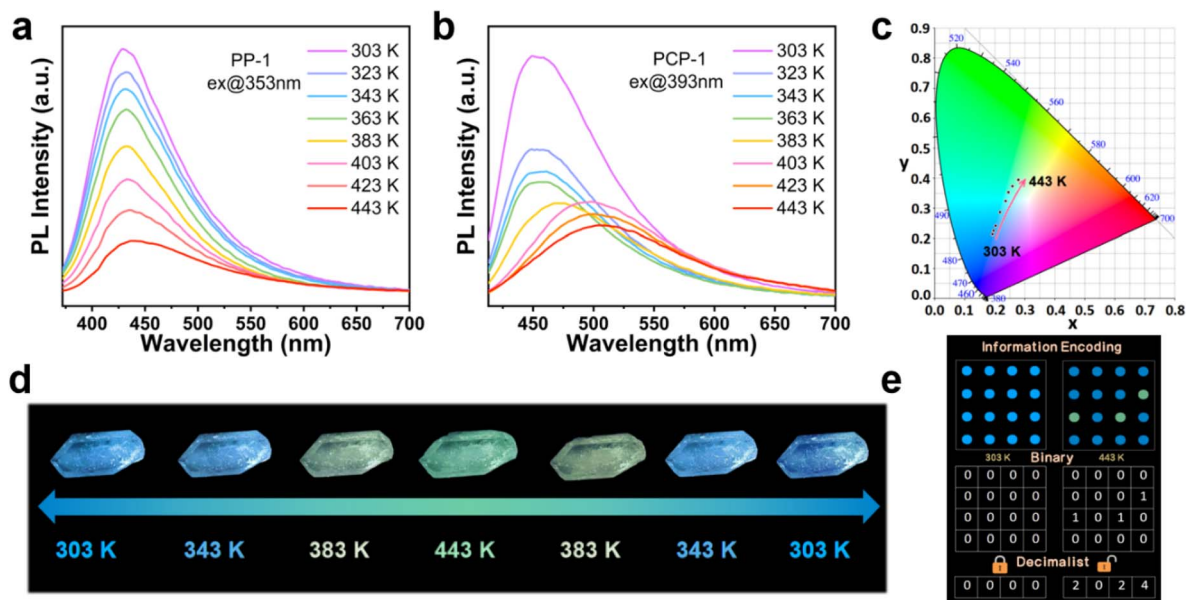 a
PL Intensity (a.u.)
PP-1
ex@353nm
303 K
323 K
343 K
363 K
383 K
403 K
423 K
443 K
400 450 500 550 600 650 700
Wavelength (nm)
b
PL Intensity (a.u.)
PCP-1
ex@393nm
303 K
323 K
343 K
363 K
383 K
403 K
423 K
443 K
450 500 550 600 650 700
Wavelength (nm)
c
y
0.9
0.8
0.7
0.6
0.5
0.4
0.3
0.2
0.1
0.0
520
540
560
580
600
620
700
490
480
470
460
380
443 K
303 K
0.0 0.1 0.2 0.3 0.4 0.5 0.6 0.7 0.8
x
d
303 K 343 K 383 K 443 K 383 K 343 K 303 K
e
Information Encoding
303 K Binary 443 K
0 0 0 0 0 0 0 0
0 0 0 0 0 0 0 1
0 0 0 0 1 0 1 0
0 0 0 0 0 0 0 0
Decimalist
0 0 0 0 2 0 2 4